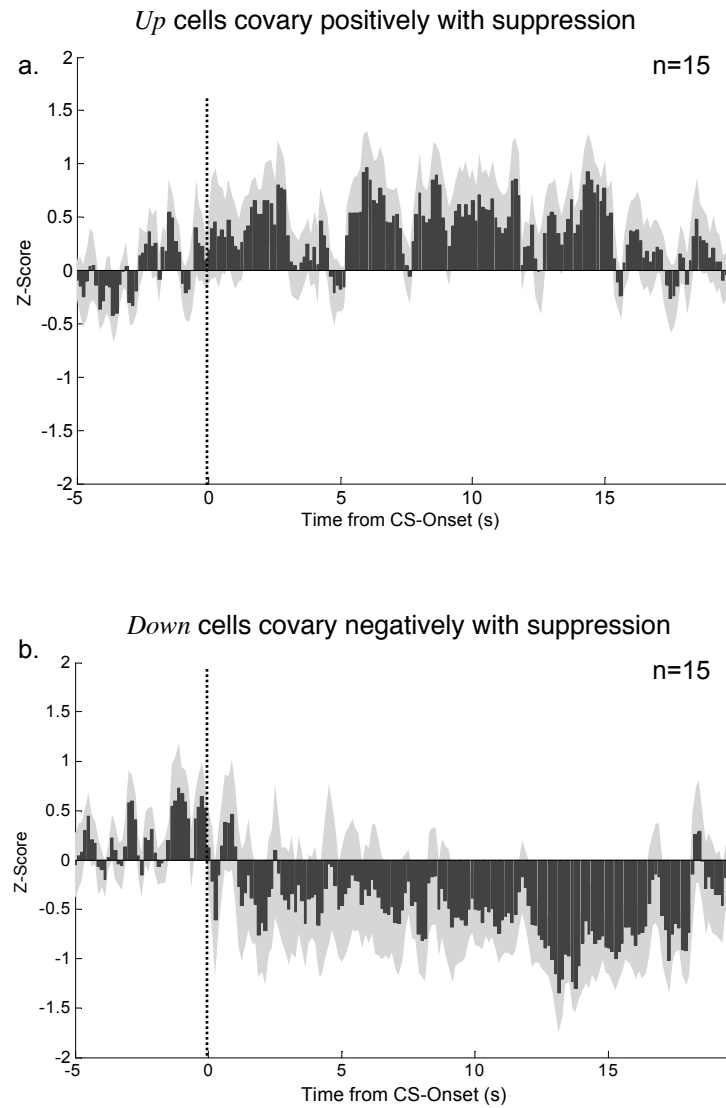 Up cells covary positively with suppression
a.
n=15
2
1.5
1
0.5
0
-0.5
-1
-1.5
-2
Z-Score
-5 0 5 10 15
Time from CS-Onset (s)
Down cells covary negatively with suppression
b.
n=15
2
1.5
1
0.5
0
-0.5
-1
-1.5
-2
Z-Score
-5 0 5 10 15
Time from CS-Onset (s)